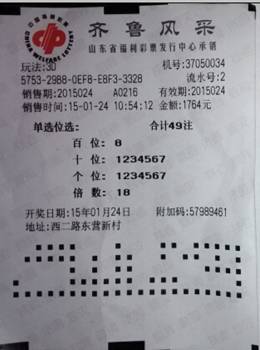 中国福利彩票
CHINA WELFARE LOTTERY
齐鲁风采
山东省福利彩票发行中心承销
玩法:3D 机号:37050034
5753-29B8-0EF8-E8F3-3328 流水号:2
销售期:2015024 A0216 有效期:2015024
销售时间:15-01-24 10:54:12 金额:1764元
单选位选: 合计49注
百 位: 8
十 位: 1234567
个 位: 1234567
倍 数: 18
开奖日期:15年01月24日 附加码:57989461
地址:西二路东营新村